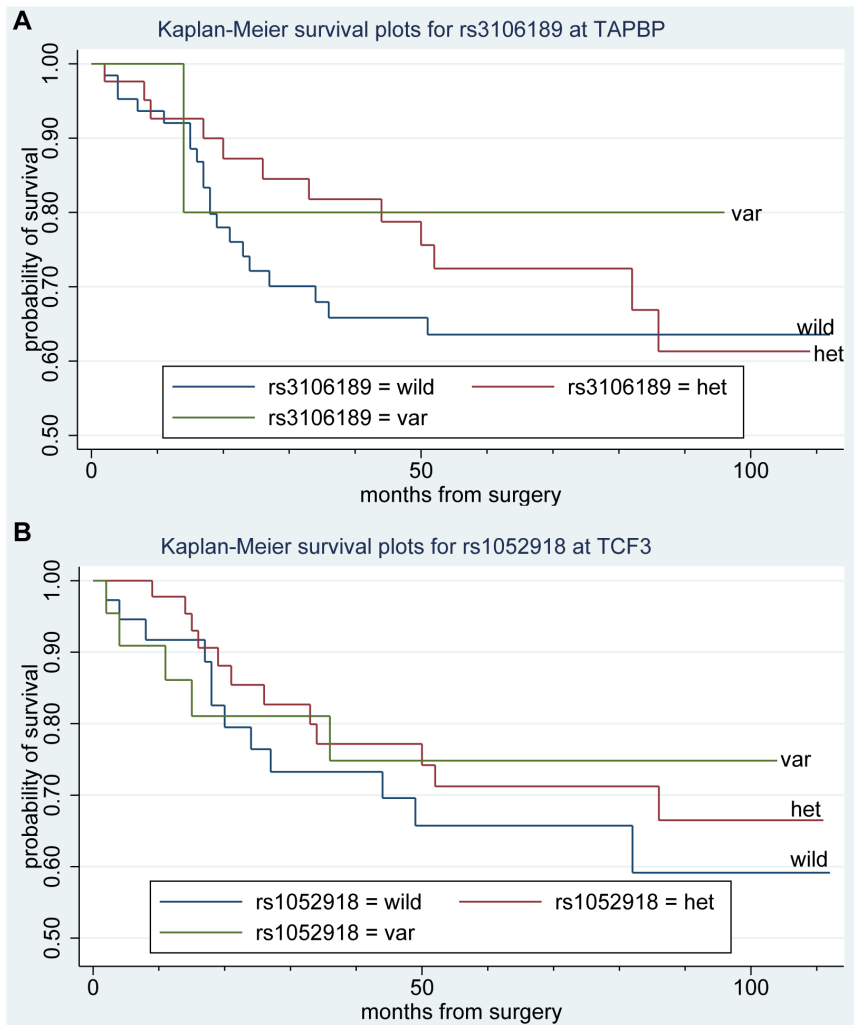 A
Kaplan-Meier survival plots for rs3106189 at TAPBP
probability of survival
1.00
0.90
0.80
0.70
0.60
0.50
var
wild
het
rs3106189 = wild
rs3106189 = het
rs3106189 = var
0
50
100
months from surgery
B
Kaplan-Meier survival plots for rs1052918 at TCF3
probability of survival
1.00
0.90
0.80
0.70
0.60
0.50
var
het
wild
rs1052918 = wild
rs1052918 = het
rs1052918 = var
0
50
100
months from surgery